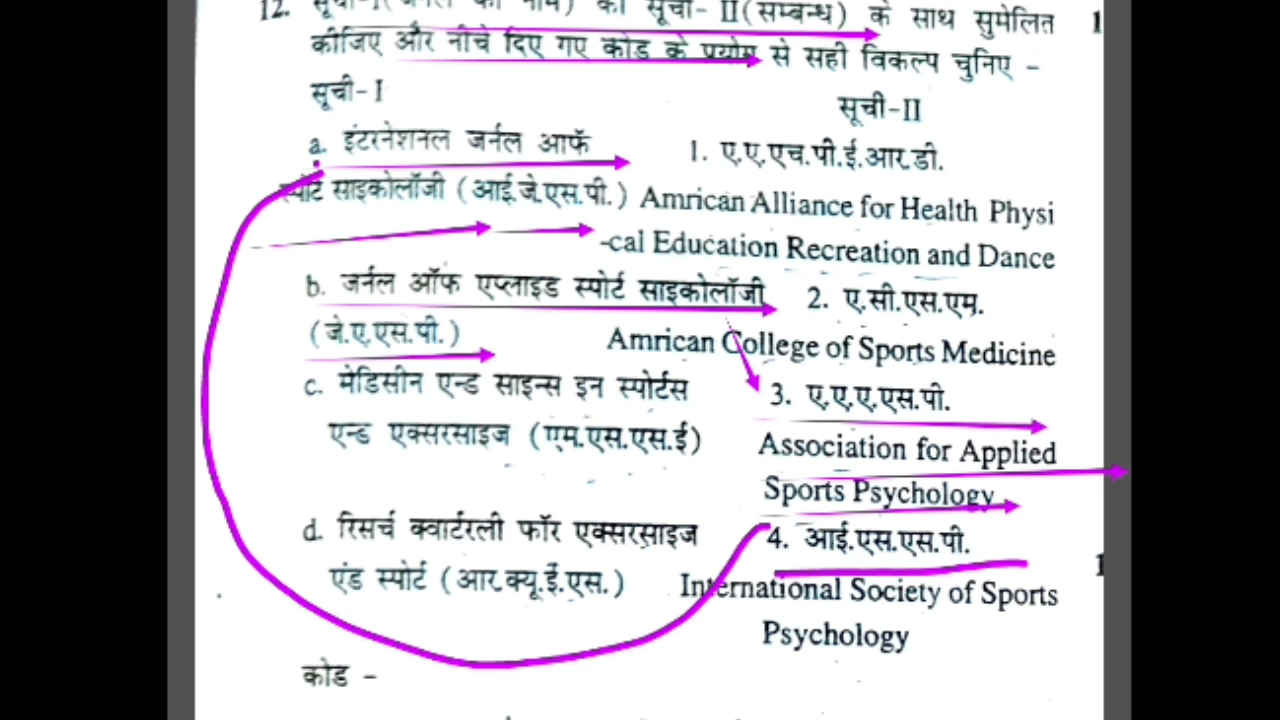 12. सूची-I(जर्नल का नाम) को सूची- II(सम्बन्ध) के साथ सुमेलित 1
कीजिए और नीचे दिए गए कोड के प्रयोग से सही विकल्प चुनिए -
सूची-I
सूची-II
a. इंटरनेशनल जर्नल आफॅ 1. ए.ए.एच.पी.ई.आर.डी.
स्पोर्ट साइकोलॉजी (आई.जे.एस.पी.) Amrican Alliance for Health Physi
-cal Education Recreation and Dance
b. जर्नल ऑफ एप्लाइड स्पोर्ट साइकोलॉजी 2. ए.सी.एस.एम.
(जे.ए.एस.पी.) Amrican College of Sports Medicine
c. मेडिसीन एन्ड साइन्स इन स्पोर्टस 3. ए.ए.ए.एस.पी.
एन्ड एक्सरसाइज (एम.एस.एस.ई) Association for Applied
Sports Psychology
d. रिसर्च क्वार्टरली फॉर एक्सरसाइज 4. आई.एस.एस.पी.
एंड स्पोर्ट (आर.क्यू.ई.एस.) International Society of Sports
1
Psychology
कोड -